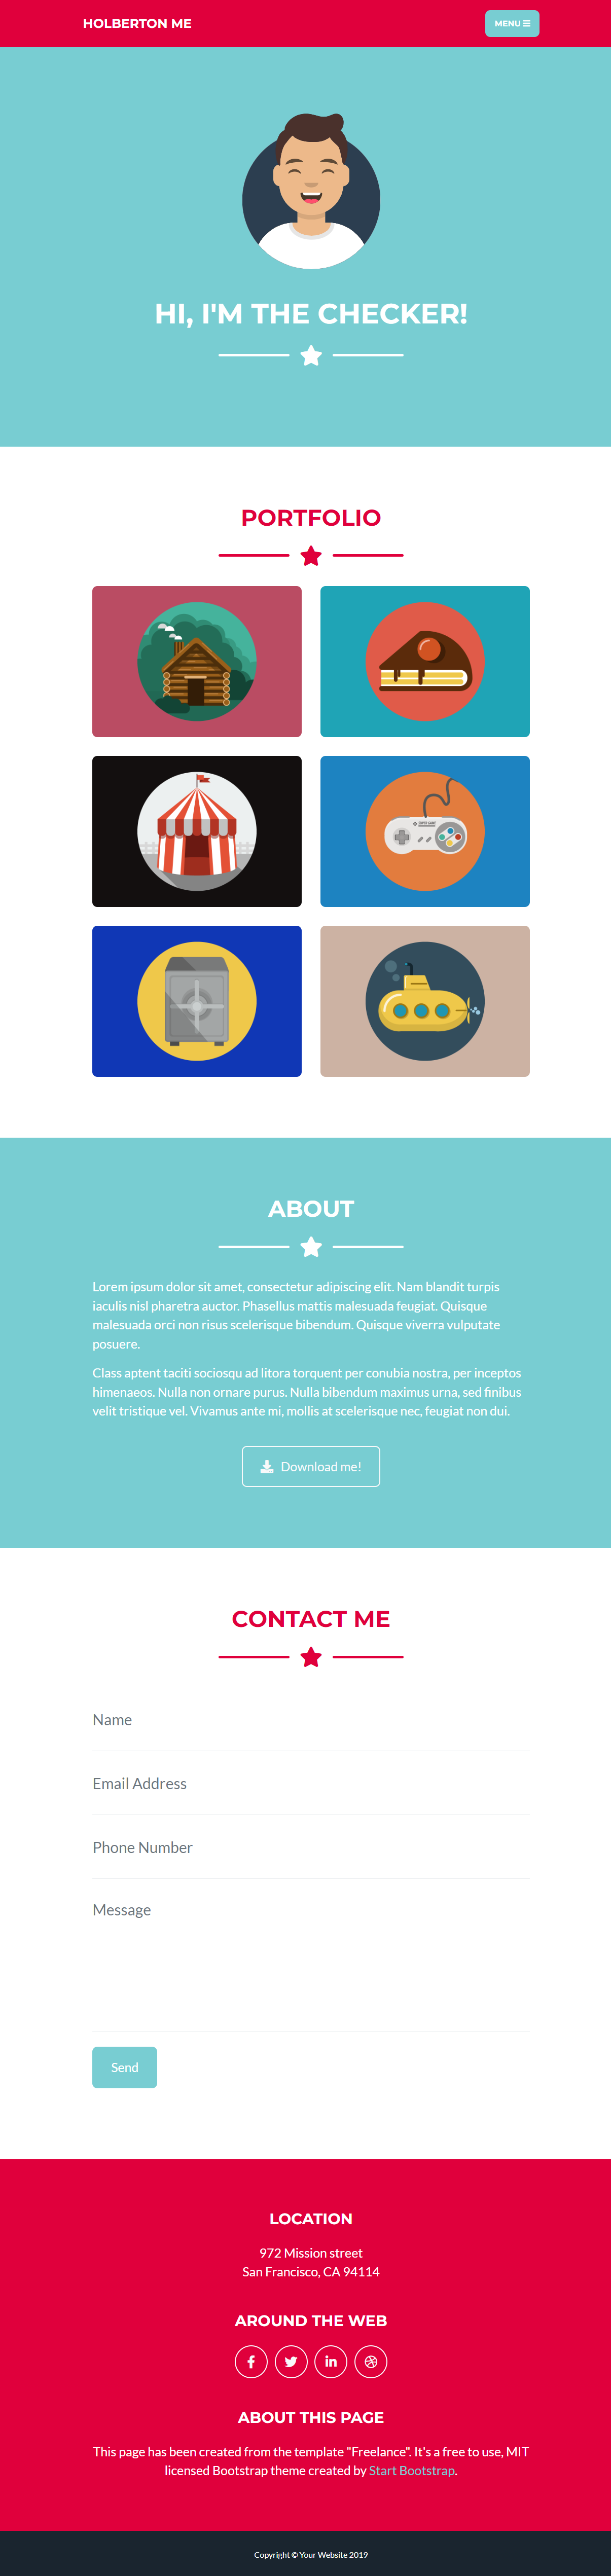 HOLBERTON ME
MENU
HI, I'M THE CHECKER!
PORTFOLIO
ABOUT
Lorem ipsum dolor sit amet, consectetur adipiscing elit. Nam blandit turpis
iaculis nisl pharetra auctor. Phasellus mattis malesuada feugiat. Quisque
malesuada orci non risus scelerisque bibendum. Quisque viverra vulputate
posuere.
Class aptent taciti sociosqu ad litora torquent per conubia nostra, per inceptos
himenaeos. Nulla non ornare purus. Nulla bibendum maximus urna, sed finibus
velit tristique vel. Vivamus ante mi, mollis at scelerisque nec, feugiat non dui.
Download me!
CONTACT ME
Name
Email Address
Phone Number
Message
Send
LOCATION
972 Mission street
San Francisco, CA 94114
AROUND THE WEB
ABOUT THIS PAGE
This page has been created from the template "Freelance". It's a free to use, MIT
licensed Bootstrap theme created by Start Bootstrap.
Copyright © Your Website 2019